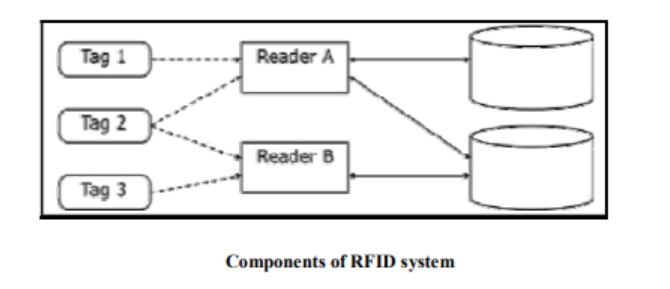 Tag 1
Reader A
Tag 2
Reader B
Tag 3
Components of RFID system